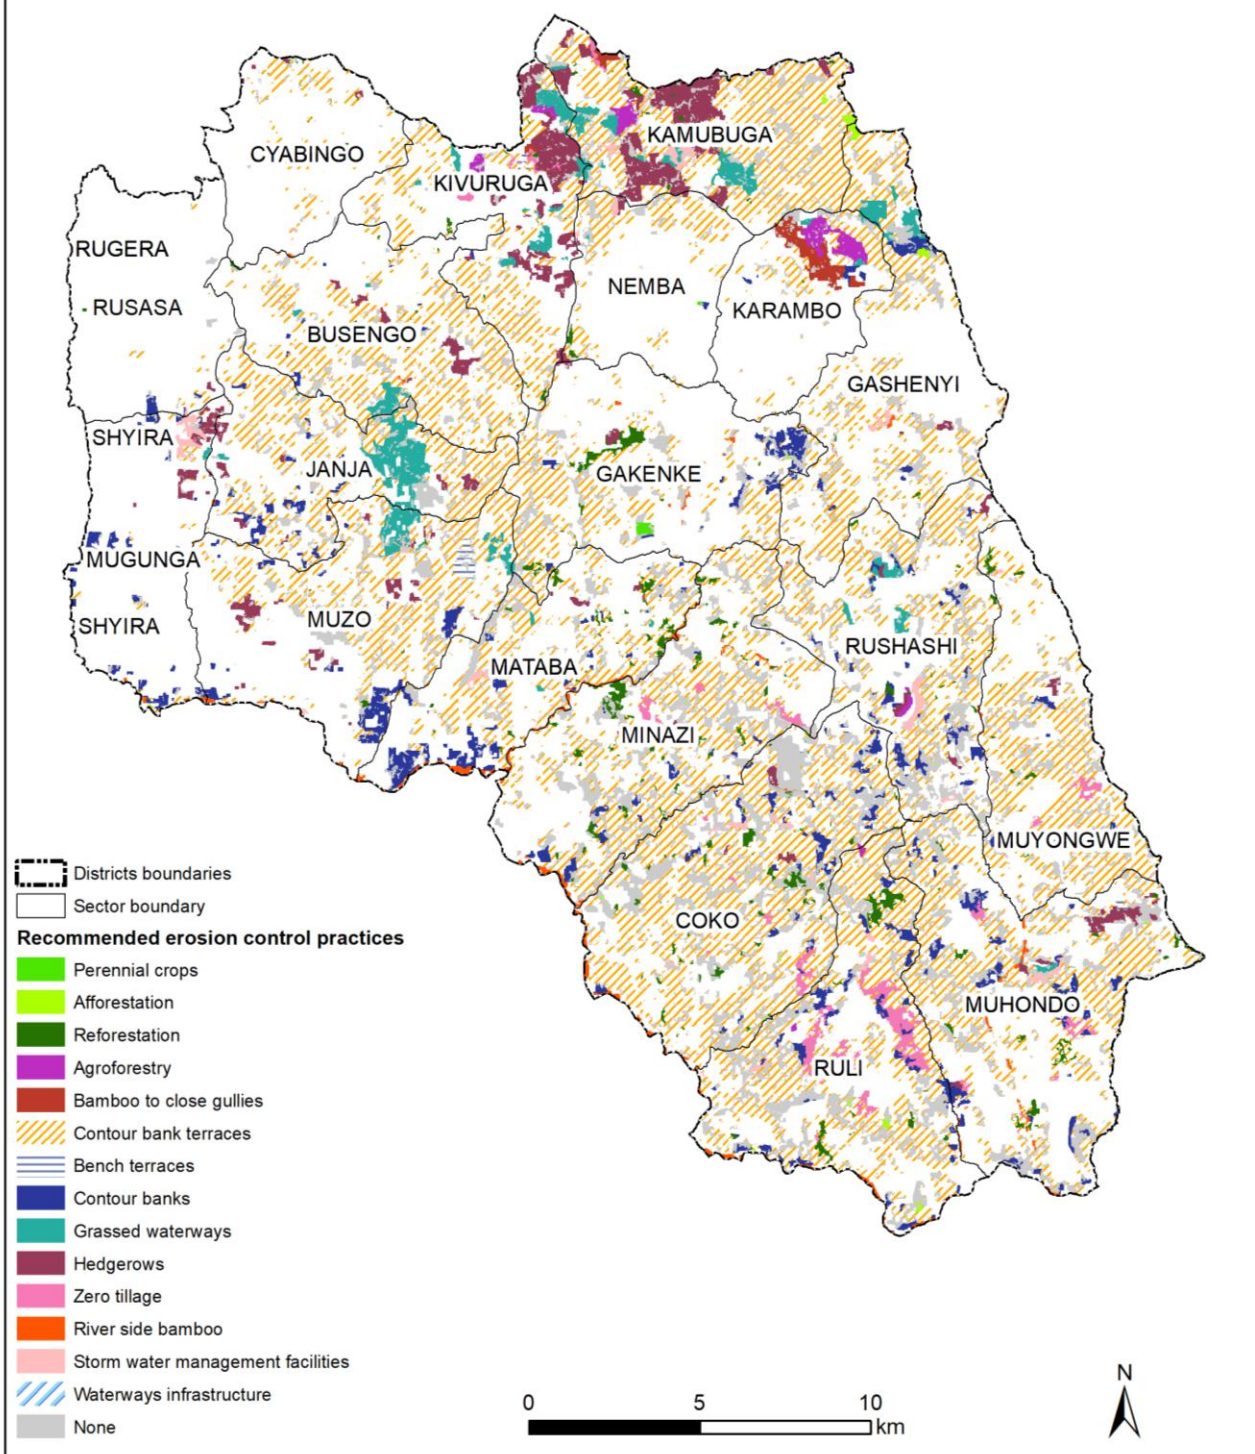 CYABINGO
KAMUBUGA
KIVURUGA
RUGERA
RUSASA
NEMBA
KARAMBO
BUSENGO
GASHENYI
SHYIRA
JANJA
GAKENKE
MUGUNGA
SHYIRA
MUZO
RUSHASHI
MATABA
MINAZI
MUYONGWE
COKO
MUHONDO
RULI
Districts boundaries
Sector boundary
Recommended erosion control practices
Perennial crops
Afforestation
Reforestation
Agroforestry
Bamboo to close gullies
Contour bank terraces
Bench terraces
Contour banks
Grassed waterways
Hedgerows
Zero tillage
River side bamboo
Storm water management facilities
Waterways infrastructure
None
0 5 10
km
N